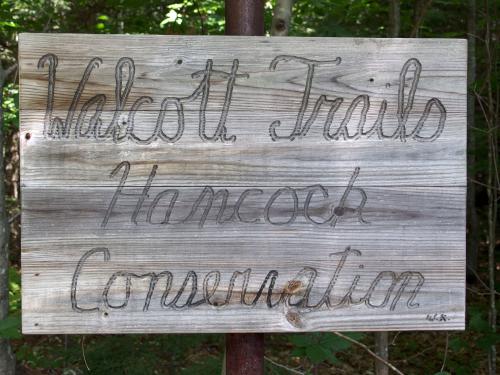 Walcott Trails
Hancock
Conservation
W.R.